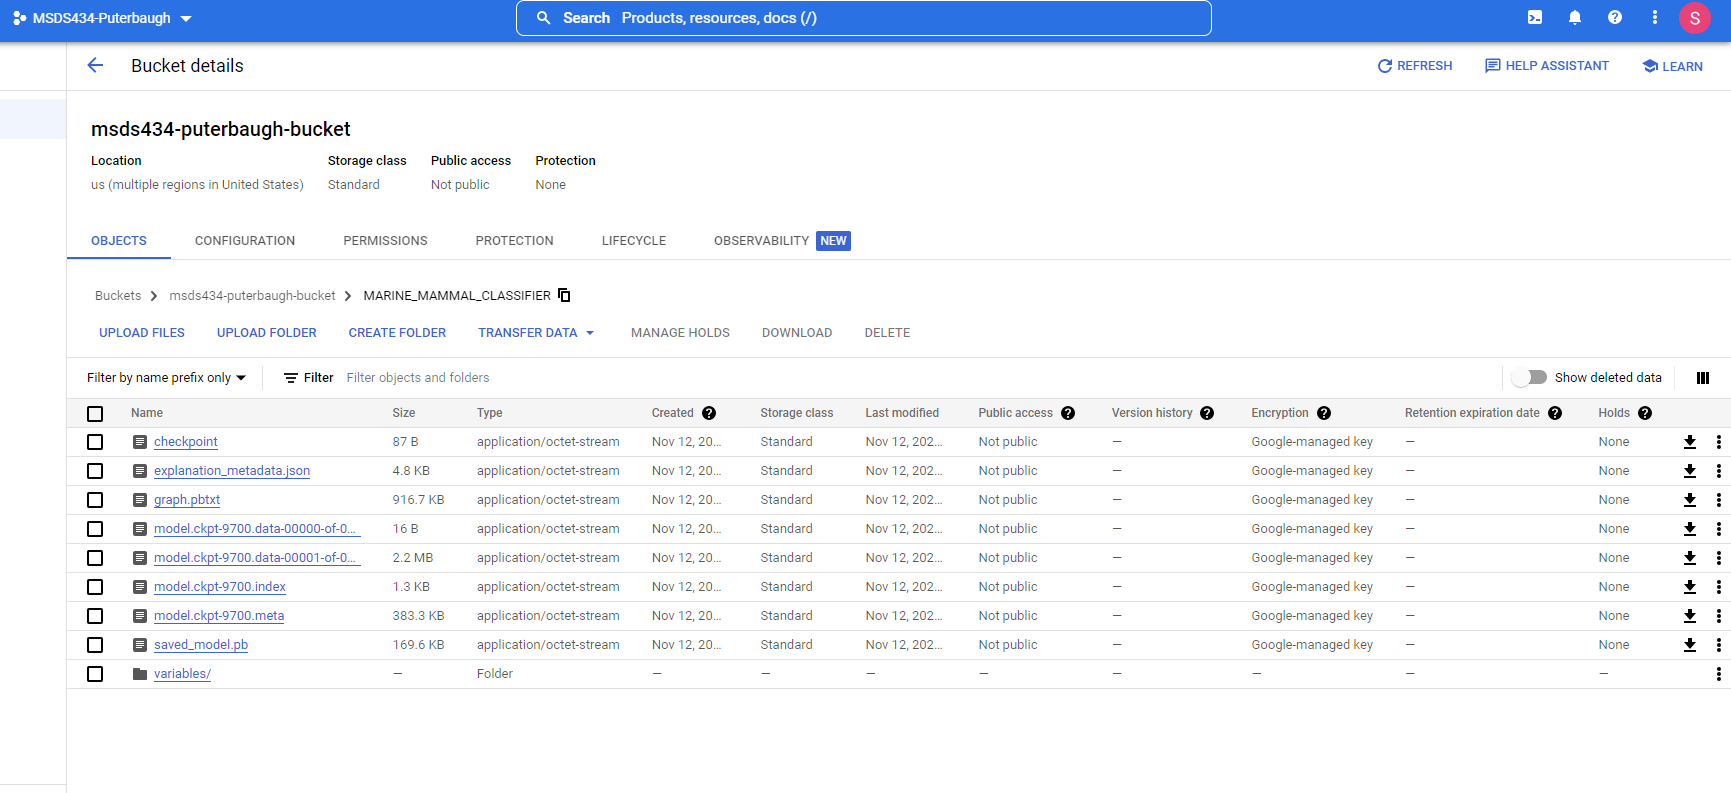 MSDS434-Puterbaugh
Search Products, resources, docs (/)
S
Bucket details
REFRESH
HELP ASSISTANT
LEARN
msds434-puterbaugh-bucket
Location Storage class Public access Protection
us (multiple regions in United States) Standard Not public None
OBJECTS CONFIGURATION PERMISSIONS PROTECTION LIFECYCLE OBSERVABILITY NEW
Buckets > msds434-puterbaugh-bucket > MARINE_MAMMAL_CLASSIFIER
UPLOAD FILES UPLOAD FOLDER CREATE FOLDER TRANSFER DATA MANAGE HOLDS DOWNLOAD DELETE
Filter by name prefix only Filter Filter objects and folders Show deleted data
Name Size Type Created Storage class Last modified Public access Version history Encryption Retention expiration date Holds
checkpoint 87 B application/octet-stream Nov 12, 20... Standard Nov 12, 202... Not public — Google-managed key — None
explanation_metadata.json 4.8 KB application/octet-stream Nov 12, 20... Standard Nov 12, 202... Not public — Google-managed key — None
graph.pbtxt 916.7 KB application/octet-stream Nov 12, 20... Standard Nov 12, 202... Not public — Google-managed key — None
model.ckpt-9700.data-00000-of-0... 16 B application/octet-stream Nov 12, 20... Standard Nov 12, 202... Not public — Google-managed key — None
model.ckpt-9700.data-00001-of-0... 2.2 MB application/octet-stream Nov 12, 20... Standard Nov 12, 202... Not public — Google-managed key — None
model.ckpt-9700.index 1.3 KB application/octet-stream Nov 12, 20... Standard Nov 12, 202... Not public — Google-managed key — None
model.ckpt-9700.meta 383.3 KB application/octet-stream Nov 12, 20... Standard Nov 12, 202... Not public — Google-managed key — None
saved_model.pb 169.6 KB application/octet-stream Nov 12, 20... Standard Nov 12, 202... Not public — Google-managed key — None
variables/ — Folder — — — — — — — —